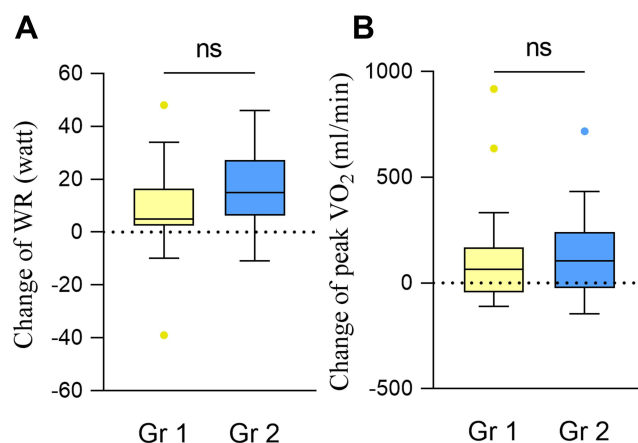 A
ns
Change of WR (watt)
60
40
20
0
-20
-40
-60
Gr 1 Gr 2
B
ns
Change of peak VO₂ (ml/min)
1000
500
0
-500
Gr 1 Gr 2